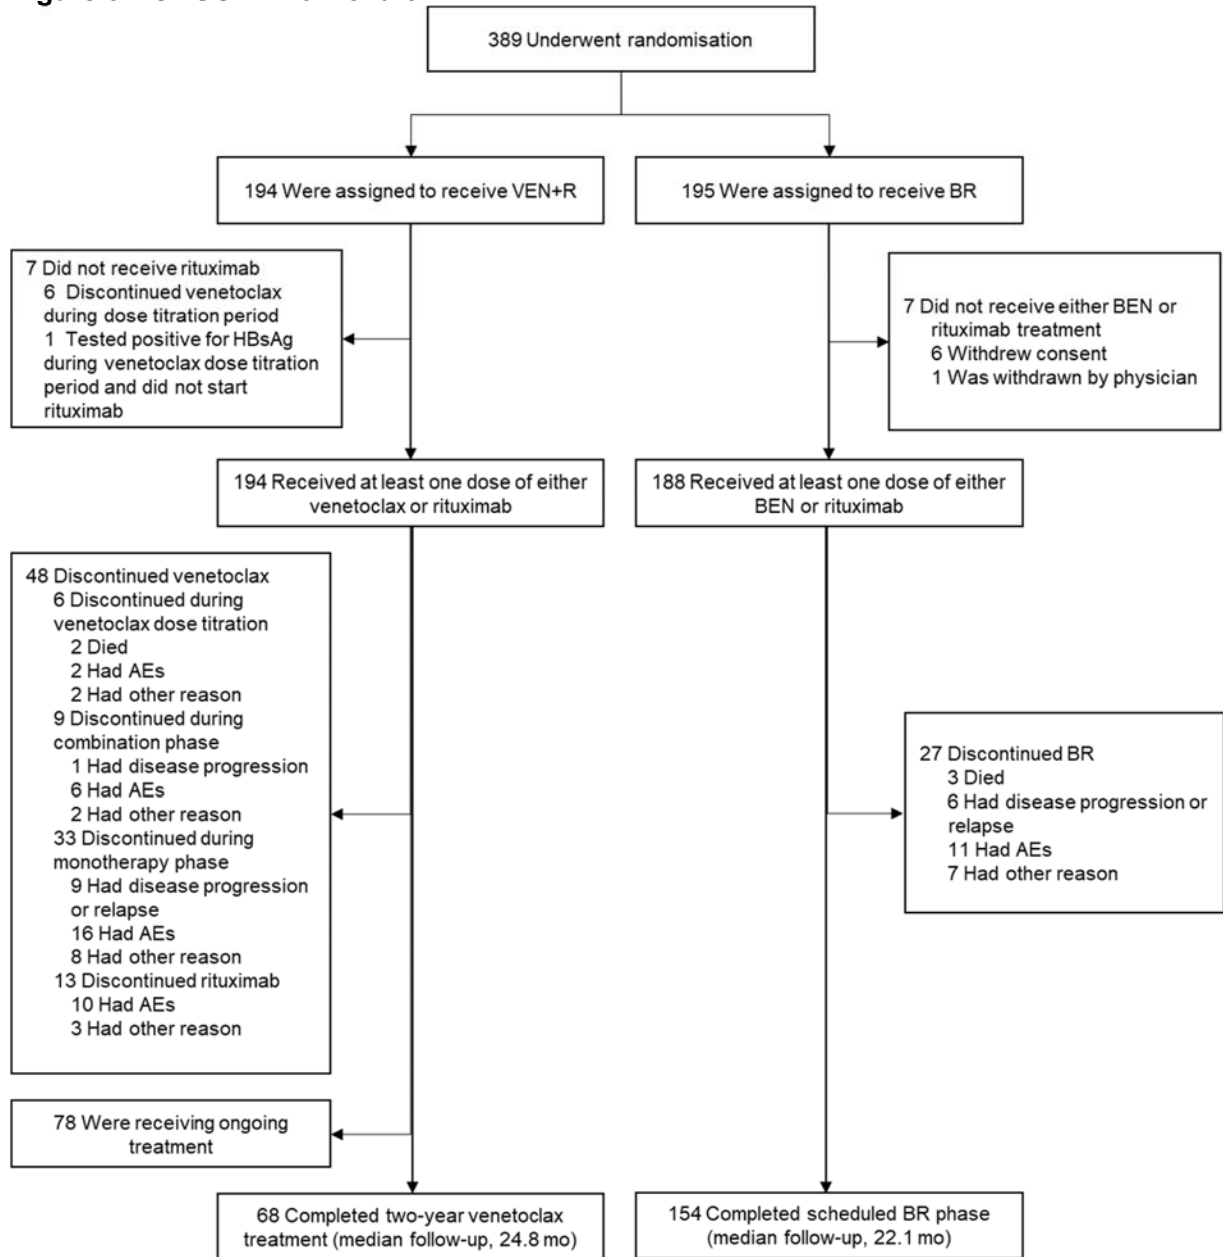 389 Underwent randomisation
194 Were assigned to receive VEN+R
195 Were assigned to receive BR
7 Did not receive rituximab
6 Discontinued venetoclax
during dose titration period
1 Tested positive for HBsAg
during venetoclax dose titration
period and did not start
rituximab
7 Did not receive either BEN or
rituximab treatment
6 Withdrew consent
1 Was withdrawn by physician
194 Received at least one dose of either
venetoclax or rituximab
188 Received at least one dose of either
BEN or rituximab
48 Discontinued venetoclax
6 Discontinued during
venetoclax dose titration
2 Died
2 Had AEs
2 Had other reason
9 Discontinued during
combination phase
1 Had disease progression
6 Had AEs
2 Had other reason
33 Discontinued during
monotherapy phase
9 Had disease progression
or relapse
16 Had AEs
8 Had other reason
13 Discontinued rituximab
10 Had AEs
3 Had other reason
27 Discontinued BR
3 Died
6 Had disease progression or
relapse
11 Had AEs
7 Had other reason
78 Were receiving ongoing
treatment
68 Completed two-year venetoclax
treatment (median follow-up, 24.8 mo)
154 Completed scheduled BR phase
(median follow-up, 22.1 mo)